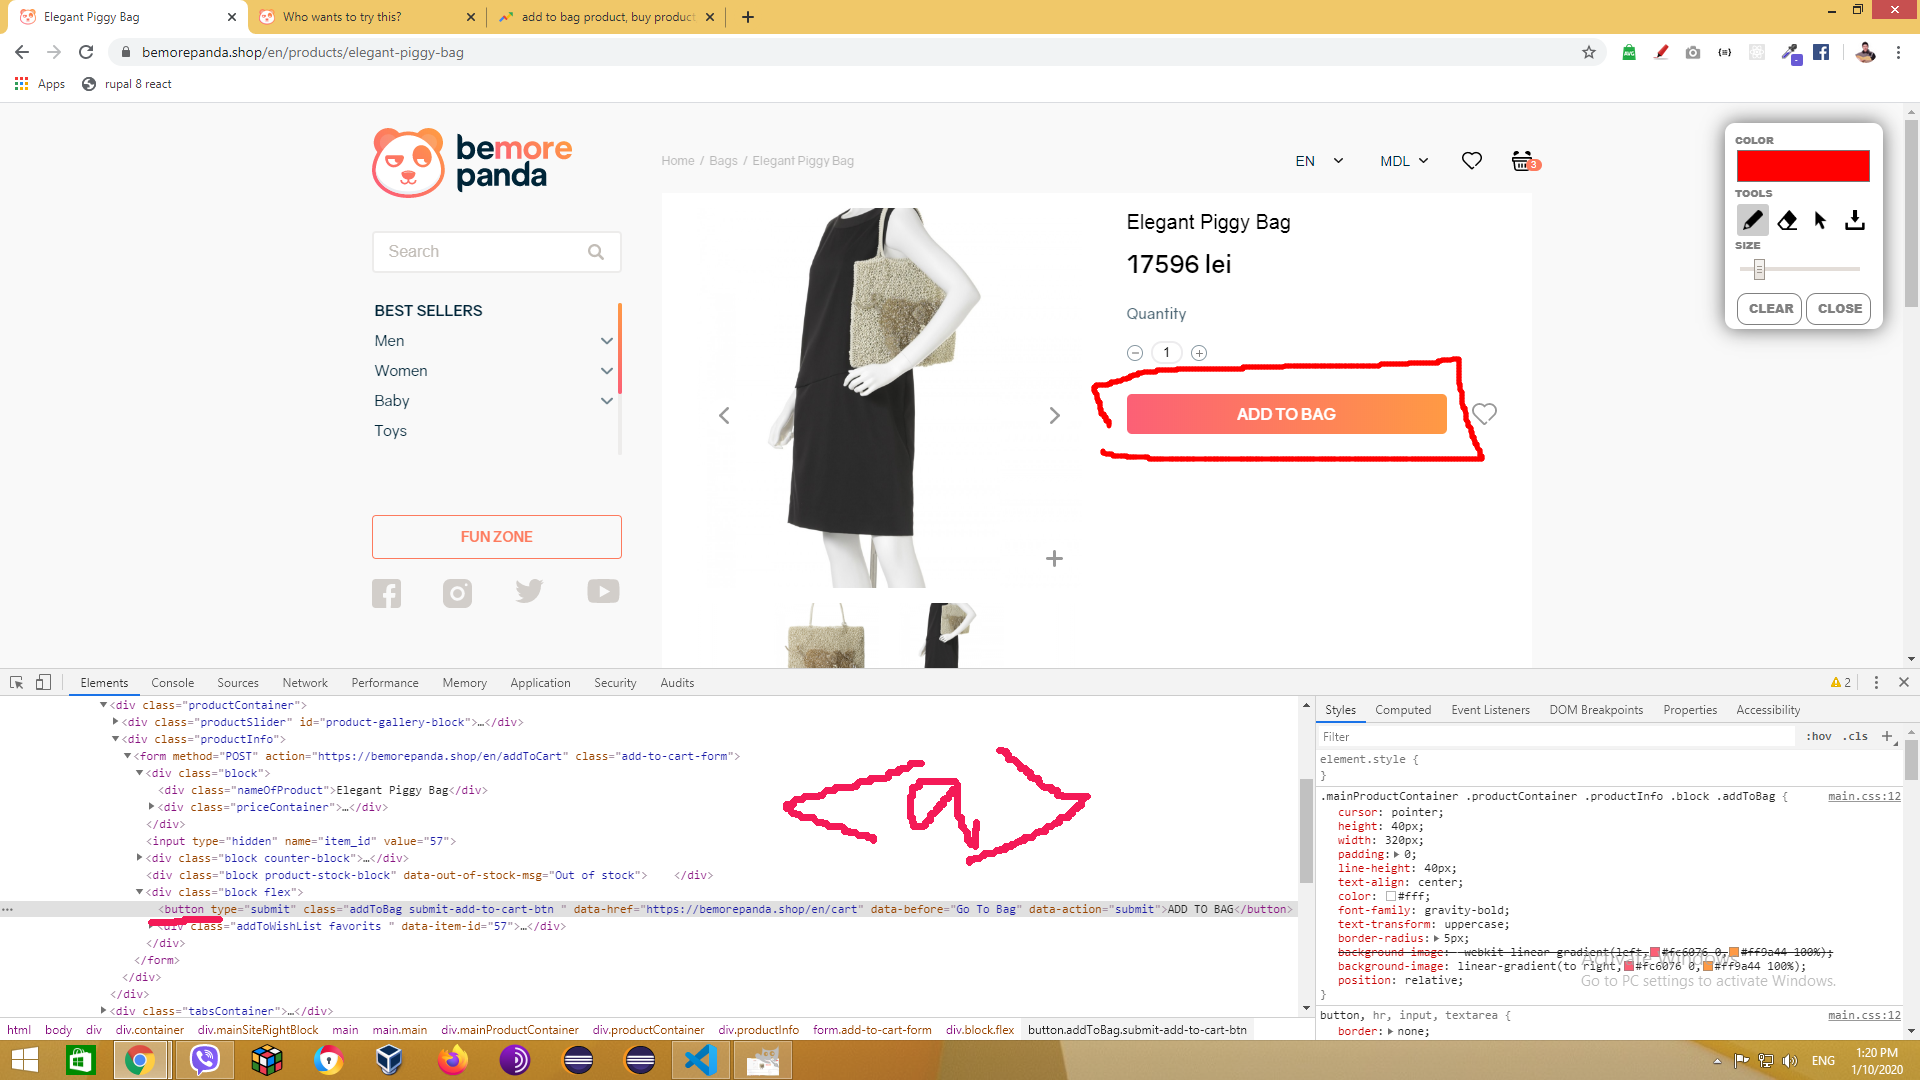 Elegant Piggy Bag
Who wants to try this?
add to bag product, buy product
bemorepanda.shop/en/products/elegant-piggy-bag
Apps
rupal 8 react
bemore
panda
Home / Bags / Elegant Piggy Bag
EN
MDL
3
Search
BEST SELLERS
Men
Women
Baby
Toys
FUN ZONE
Elegant Piggy Bag
17596 lei
Quantity
1
ADD TO BAG
COLOR
TOOLS
SIZE
CLEAR
CLOSE
Elements Console Sources Network Performance Memory Application Security Audits
2
<div class="productContainer">
<div class="productSlider" id="product-gallery-block">…</div>
<div class="productInfo">
<form method="POST" action="https://bemorepanda.shop/en/addToCart" class="add-to-cart-form">
<div class="block">
<div class="nameOfProduct">Elegant Piggy Bag</div>
<div class="priceContainer">…</div>
</div>
<input type="hidden" name="item_id" value="57">
<div class="block counter-block">…</div>
<div class="block product-stock-block" data-out-of-stock-msg="Out of stock"> </div>
<div class="block flex">
<button type="submit" class="addToBag submit-add-to-cart-btn " data-href="https://bemorepanda.shop/en/cart" data-before="Go To Bag" data-action="submit">ADD TO BAG</button>
<div class="addToWishList favorits " data-item-id="57">…</div>
</div>
</form>
</div>
</div>
<div class="tabsContainer">…</div>
<a>
html body div div.container div.mainSiteRightBlock main main.main div.mainProductContainer div.productContainer div.productInfo form.add-to-cart-form div.block.flex button.addToBag.submit-add-to-cart-btn
Styles Computed Event Listeners DOM Breakpoints Properties Accessibility
Filter
:hov .cls +
element.style {
}
.mainProductContainer .productContainer .productInfo .block .addToBag {
main.css:12
cursor: pointer;
height: 40px;
width: 320px;
padding: 0;
line-height: 40px;
text-align: center;
color: #fff;
font-family: gravity-bold;
text-transform: uppercase;
border-radius: 5px;
background-image: -webkit-linear-gradient(left,#fc6076 0,#ff9a44 100%);
background-image: linear-gradient(to right,#fc6076 0,#ff9a44 100%);
position: relative;
}
Activate Windows
Go to PC settings to activate Windows.
button, hr, input, textarea {
main.css:12
border: none;
ENG
1:20 PM
1/10/2020